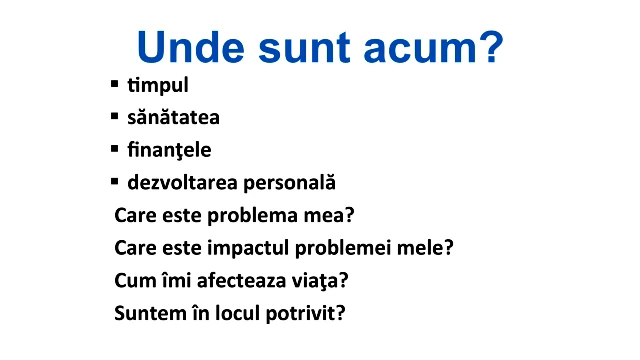 Unde sunt acum?
▪ timpul
▪ sănătatea
▪ finanţele
▪ dezvoltarea personală
Care este problema mea?
Care este impactul problemei mele?
Cum îmi afecteaza viaţa?
Suntem în locul potrivit?